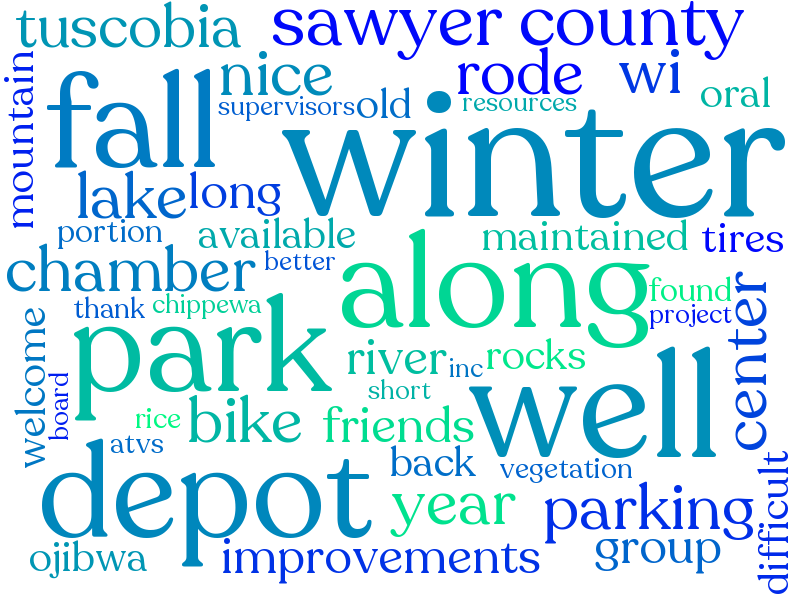 tuscobia
sawyer county
mountain
fall
nice
rode
wi
oral
supervisors
old
resources
winter
lake
long
portion
available
maintained
tires
chamber
better
along
found
thank
chippewa
project
center
welcome
park
river
inc
rocks
board
short
well
rice
bike
friends
atvs
depot
back
vegetation
difficult
year
parking
ojibwa
improvements
group